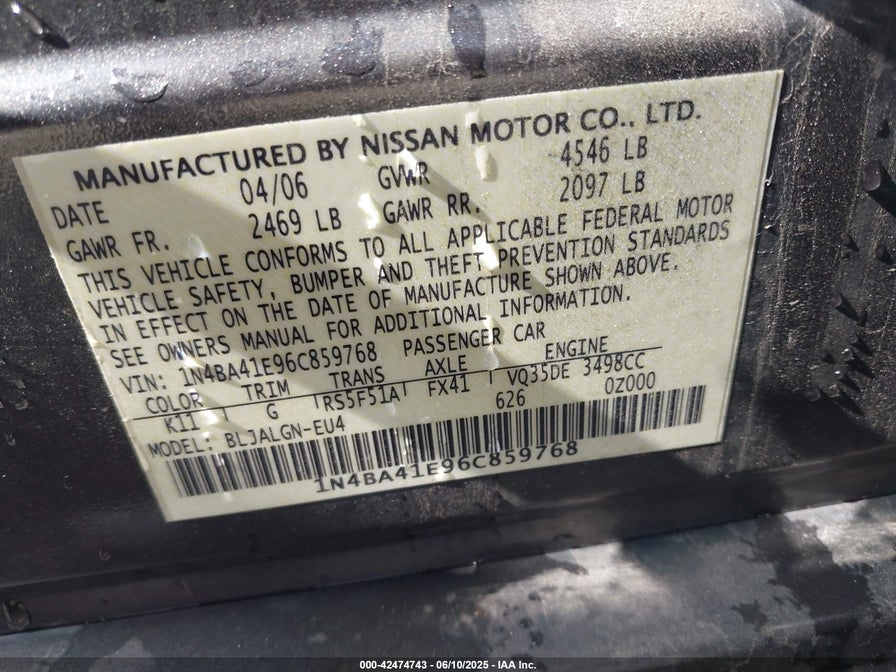 MANUFACTURED BY NISSAN MOTOR CO., LTD.
DATE 04/06 GVWR 4546 LB
GAWR FR. 2469 LB GAWR RR. 2097 LB
THIS VEHICLE CONFORMS TO ALL APPLICABLE FEDERAL MOTOR
VEHICLE SAFETY, BUMPER AND THEFT PREVENTION STANDARDS
IN EFFECT ON THE DATE OF MANUFACTURE SHOWN ABOVE.
SEE OWNERS MANUAL FOR ADDITIONAL INFORMATION.
VIN: 1N4BA41E96C859768 PASSENGER CAR
COLOR TRIM TRANS AXLE ENGINE
K11 G RS5F51A FX41 VQ35DE 3498CC
MODEL: BLJALGN-EU4 626 0Z000
1N4BA41E96C859768
000-42474743 - 06/10/2025 - IAA Inc.